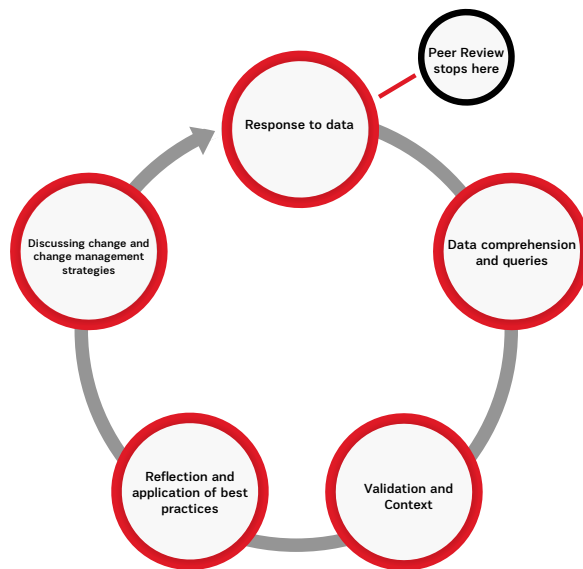 Peer Review
stops here
Response to data
Data comprehension
and queries
Validation and
Context
Reflection and
application of best
practices
Discussing change and
change management
strategies